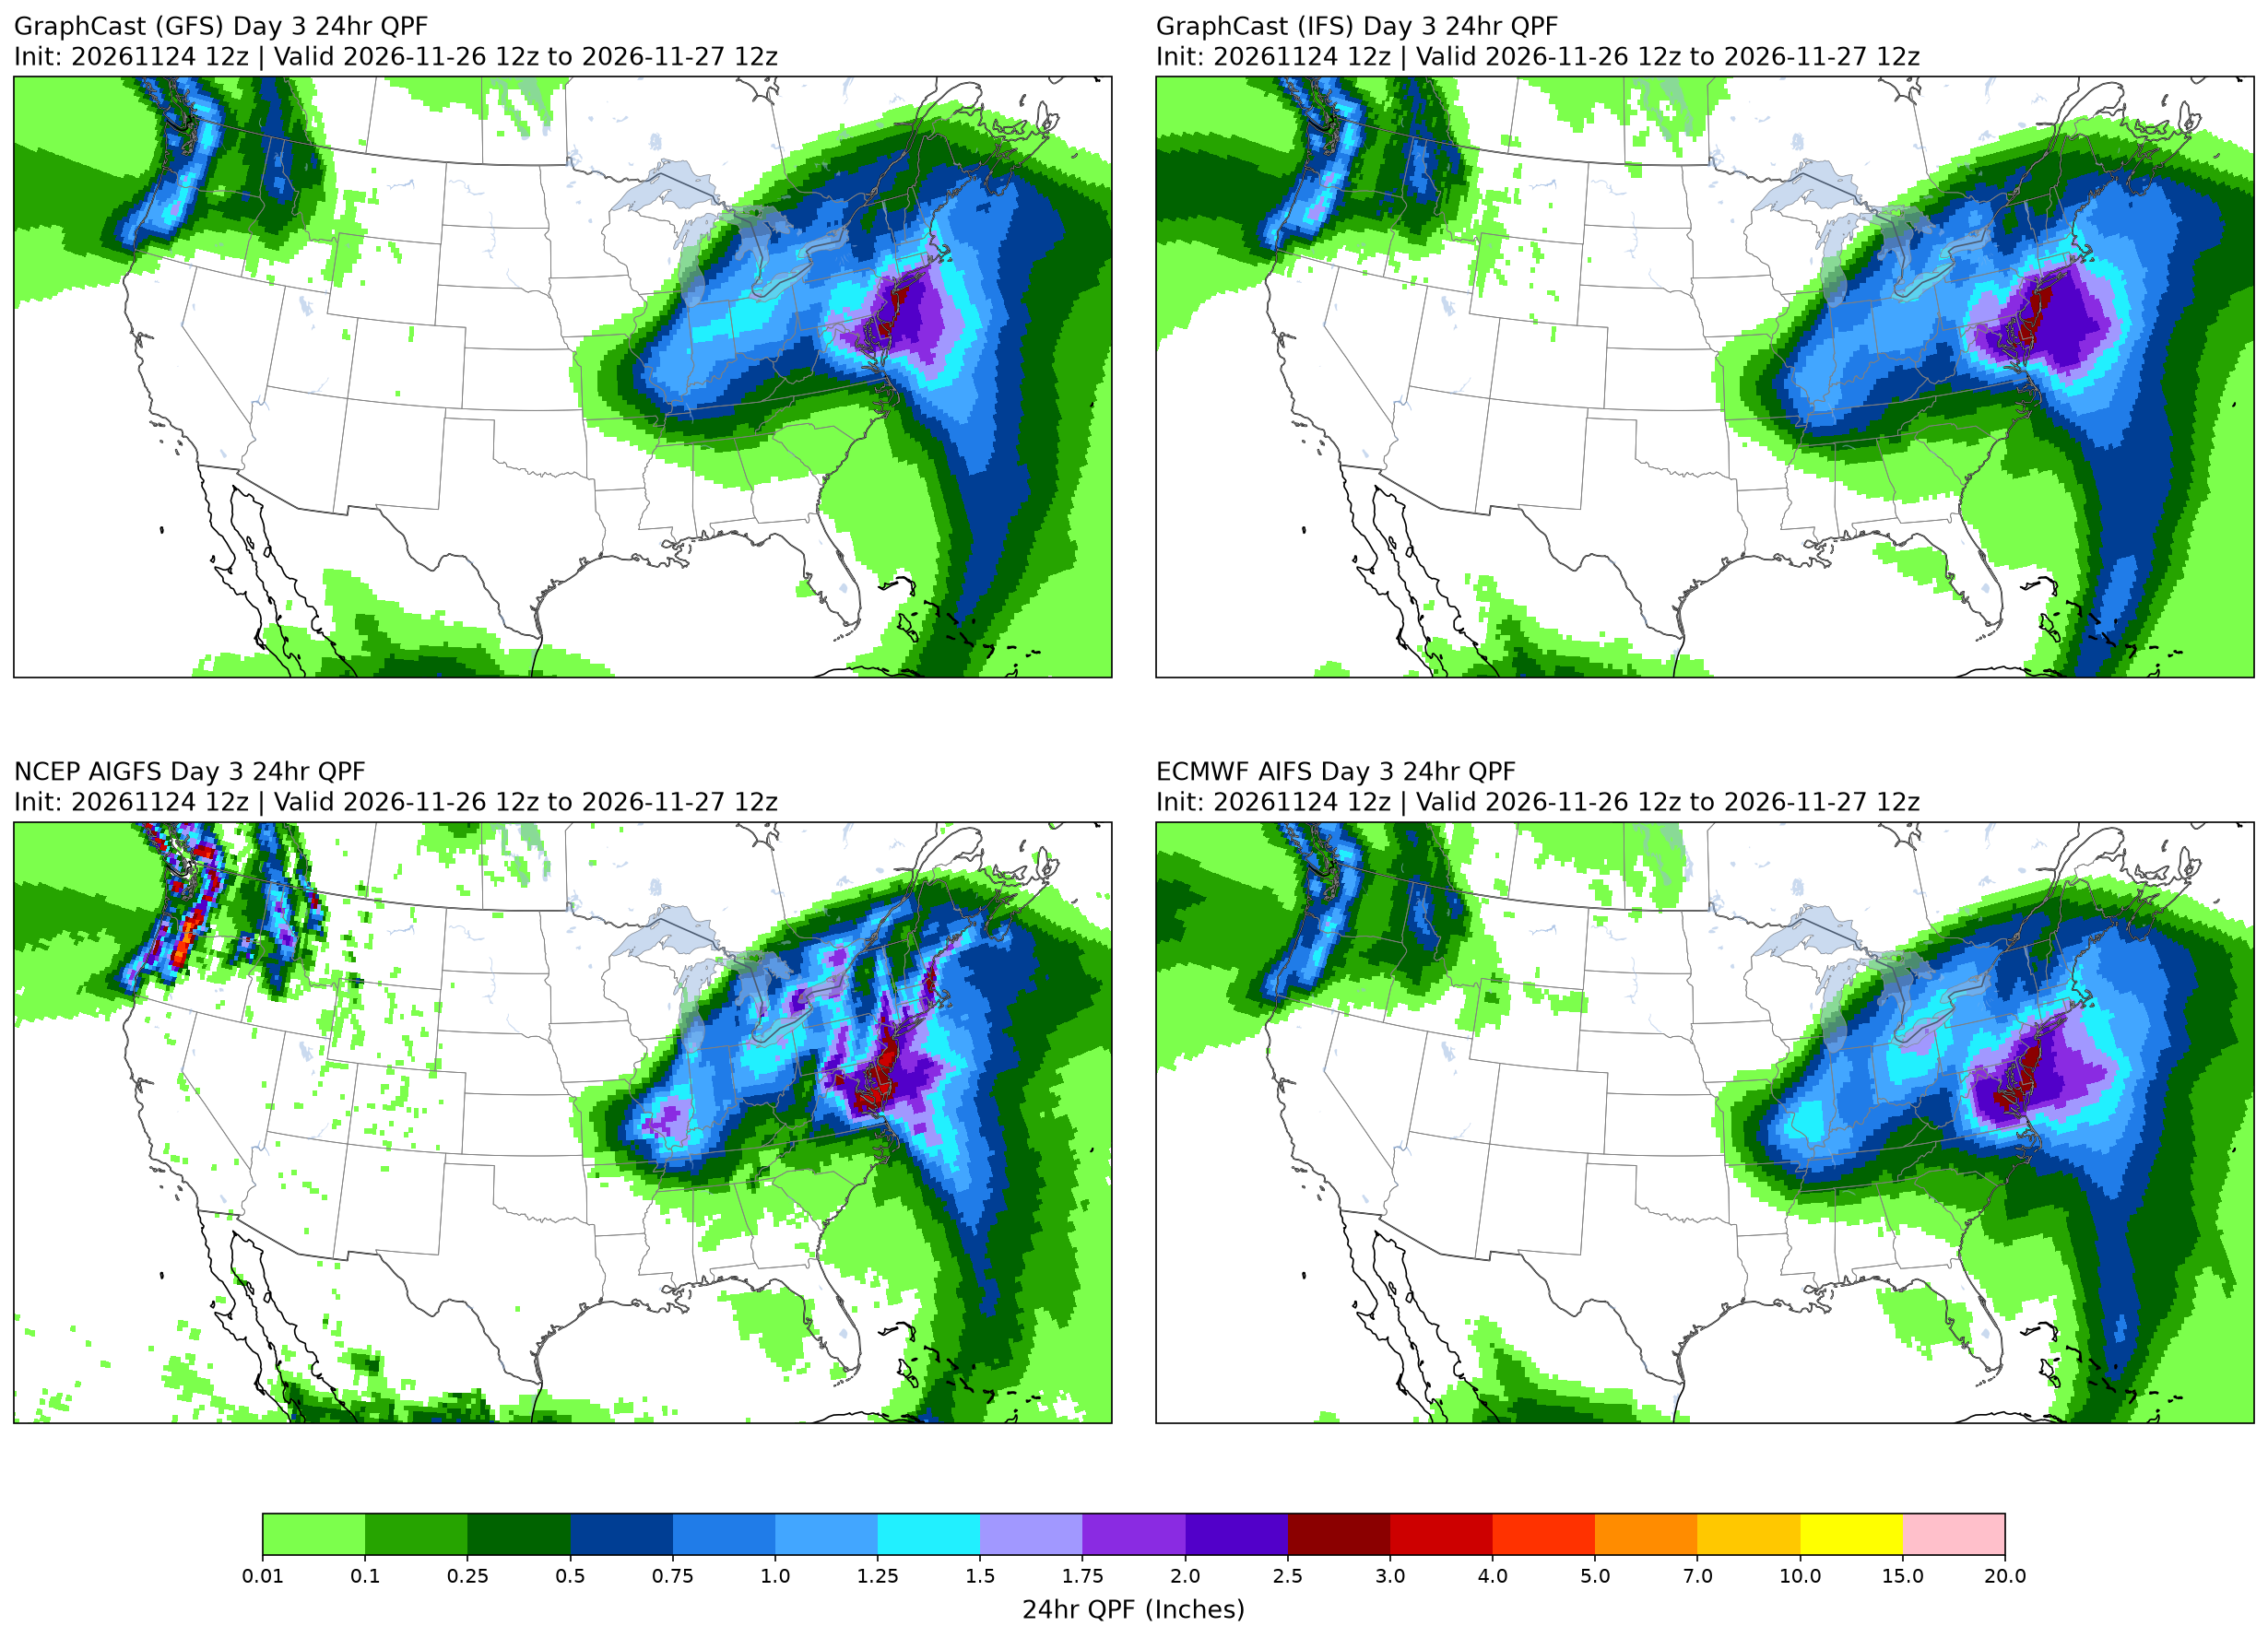 GraphCast (GFS) Day 3 24hr QPF
Init: 20261124 12z | Valid 2026-11-26 12z to 2026-11-27 12z
GraphCast (IFS) Day 3 24hr QPF
Init: 20261124 12z | Valid 2026-11-26 12z to 2026-11-27 12z
NCEP AIGFS Day 3 24hr QPF
Init: 20261124 12z | Valid 2026-11-26 12z to 2026-11-27 12z
ECMWF AIFS Day 3 24hr QPF
Init: 20261124 12z | Valid 2026-11-26 12z to 2026-11-27 12z
0.01 0.1 0.25 0.5 0.75 1.0 1.25 1.5 1.75 2.0 2.5 3.0 4.0 5.0 7.0 10.0 15.0 20.0
24hr QPF (Inches)